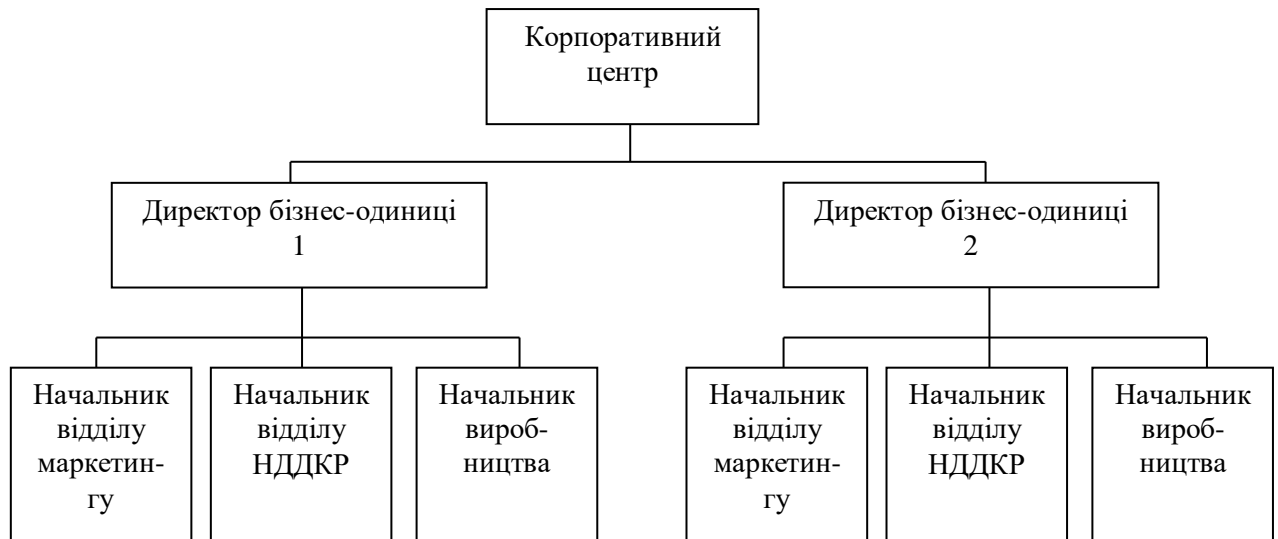 Корпоративний
центр
Директор бізнес-одиниці
1
Директор бізнес-одиниці
2
Начальник
відділу
маркетин-
гу
Начальник
відділу
НДДКР
Начальник
вироб-
ництва
Начальник
відділу
маркетин-
гу
Начальник
відділу
НДДКР
Начальник
вироб-
ництва